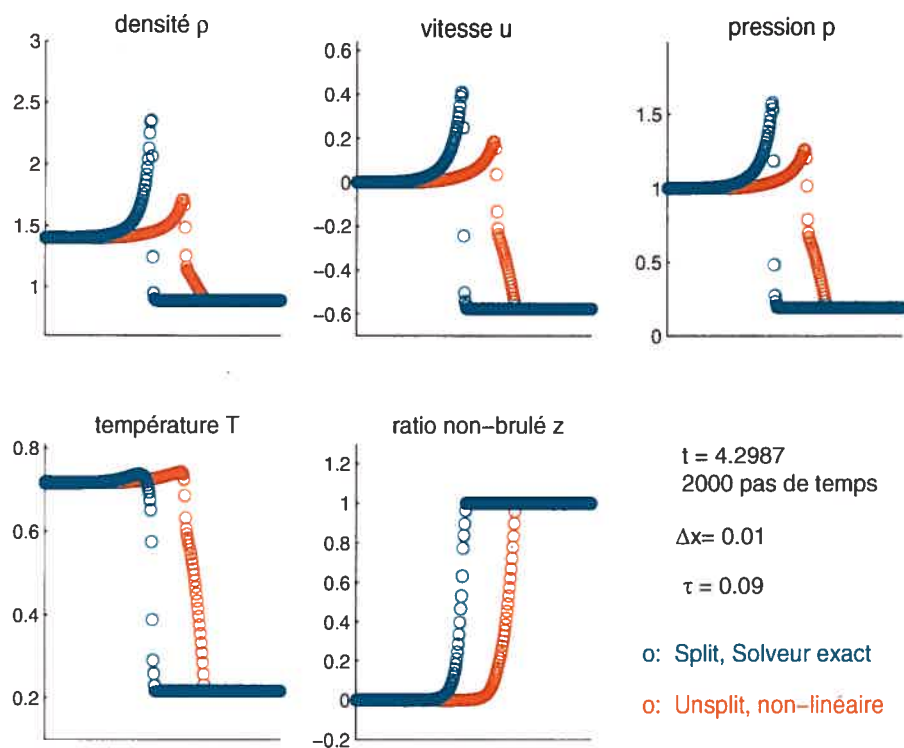 densité ρ
3
2.5
2
1.5
1
vitesse u
0.6
0.4
0.2
0
−0.2
−0.4
−0.6
pression p
1.5
1
0.5
0
température T
0.8
0.6
0.4
0.2
ratio non−brulé z
1.2
1
0.8
0.6
0.4
0.2
0
−0.2
t = 4.2987
2000 pas de temps
Δx= 0.01
τ = 0.09
o: Split, Solveur exact
o: Unsplit, non−linéaire